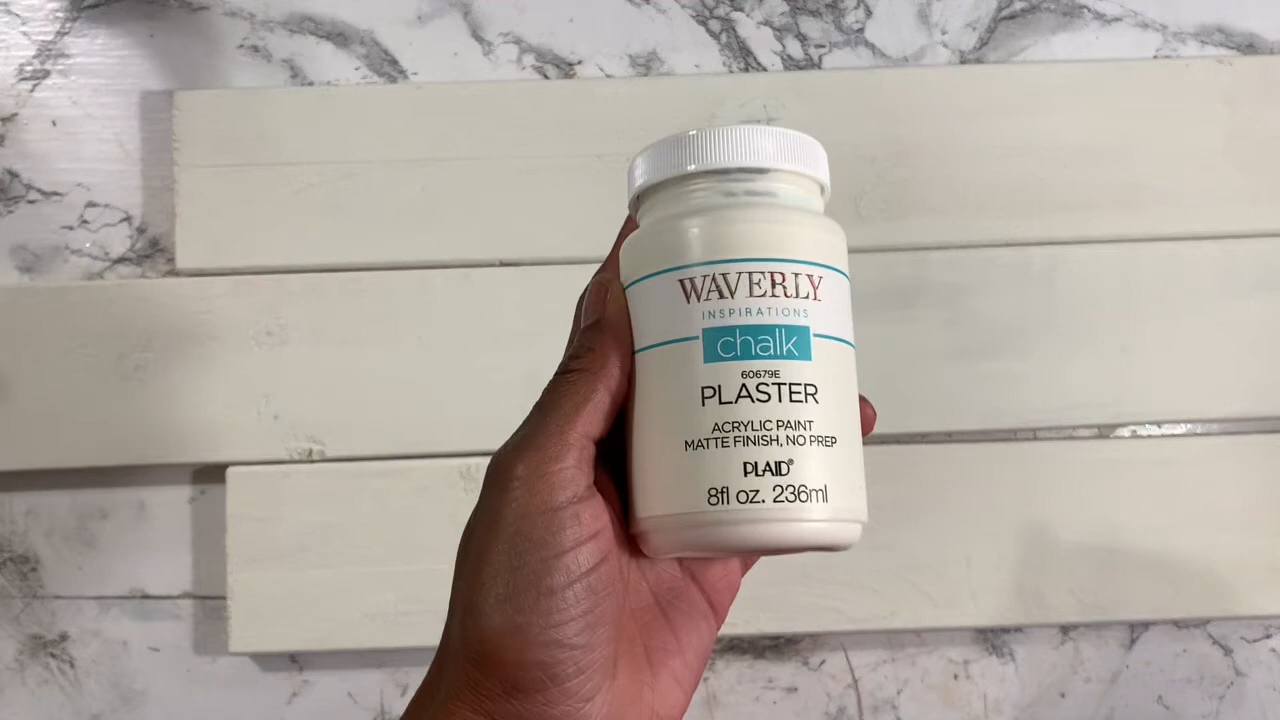 WAVERLY
INSPIRATIONS
chalk
60679E
PLASTER
ACRYLIC PAINT
MATTE FINISH, NO PREP
PLAID®
8fl oz. 236ml